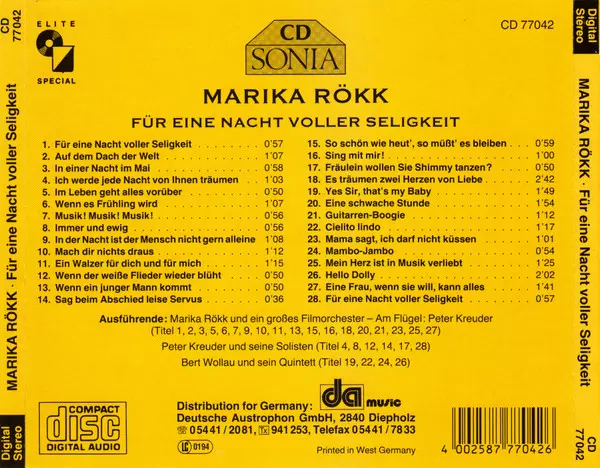 CD
77042
ELITE
SPECIAL
CD
SONIA
CD 77042
Digital
Stereo
MARIKA RÖKK
FÜR EINE NACHT VOLLER SELIGKEIT
1. Für eine Nacht voller Seligkeit . . . . 0'57
2. Auf dem Dach der Welt . . . . 1'07
3. In einer Nacht im Mai . . . . 0'58
4. Ich werde jede Nacht von Ihnen träumen . 1'03
5. Im Leben geht alles vorüber . . . . 0'50
6. Wenn es Frühling wird . . . . 1'07
7. Musik! Musik! Musik! . . . . 0'56
8. Immer und ewig . . . . 0'56
9. In der Nacht ist der Mensch nicht gern alleine 1'08
10. Mach dir nichts draus . . . . 1'12
11. Ein Walzer für dich und für mich . . . . 1'15
12. Wenn der weiße Flieder wieder blüht . . . . 0'50
13. Wenn ein junger Mann kommt . . . . 0'50
14. Sag beim Abschied leise Servus . . . . 0'36
15. So schön wie heut', so müßt' es bleiben . . . 0'59
16. Sing mit mir! . . . . 1'00
17. Fräulein wollen Sie Shimmy tanzen? . . . . 0'50
18. Es träumen zwei Herzen von Liebe . . . . 2'42
19. Yes Sir, that's my Baby . . . . 1'49
20. Eine schwache Stunde . . . . 1'54
21. Guitarren-Boogie . . . . 1'12
22. Cielito lindo . . . . 1'17
23. Mama sagt, ich darf nicht küssen . . . . 1'01
24. Mambo-Jambo . . . . 0'54
25. Mein Herz ist in Musik verliebt . . . . 1'25
26. Hello Dolly . . . . 2'02
27. Eine Frau, wenn sie will, kann alles . . . . 1'41
28. Für eine Nacht voller Seligkeit . . . . 0'57
Ausführende: Marika Rökk und ein großes Filmorchester – Am Flügel: Peter Kreuder
(Titel 1, 2, 3, 5, 6, 7, 9, 10, 11, 13, 15, 16, 18, 20, 21, 23, 25, 27)
Peter Kreuder und seine Solisten (Titel 4, 8, 12, 14, 17, 28)
Bert Wollau und sein Quintett (Titel 19, 22, 24, 26)
COMPACT
disc
DIGITAL AUDIO
Distribution for Germany: da music
Deutsche Austrophon GmbH, 2840 Diepholz
☎ 05441/2081, Tx 941253, Telefax 05441/7833
LC 0194
Printed in West Germany
4 002587 770426
MARIKA RÖKK · Für eine Nacht voller Seligkeit
Digital
Stereo
MARIKA RÖKK · Für eine Nacht voller Seligkeit
CD
77042